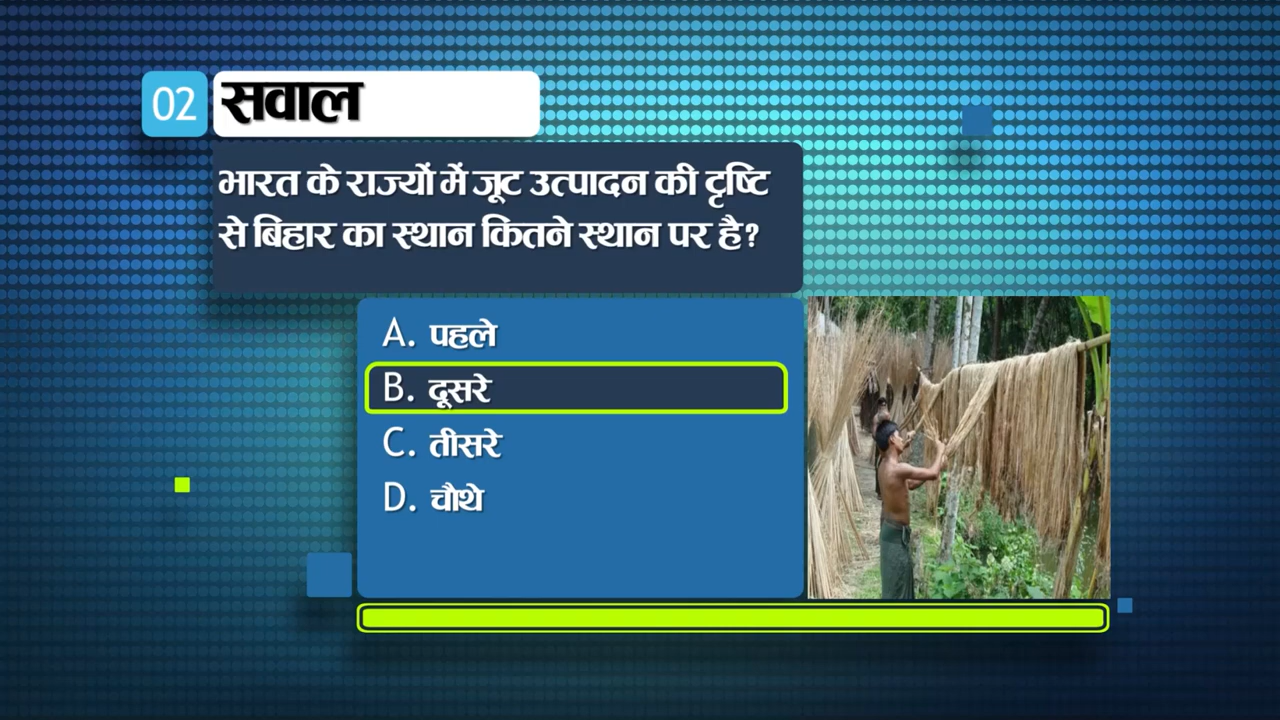 02 सवाल
भारत के राज्यों में जूट उत्पादन की दृष्टि
से बिहार का स्थान कितने स्थान पर है?
A. पहले
B. दूसरे
C. तीसरे
D. चौथे